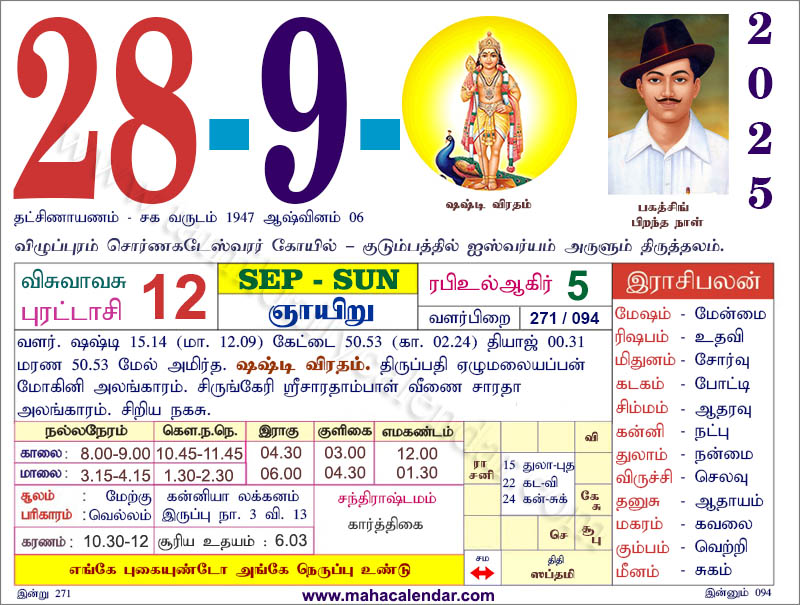 28-9-
2025
ஷஷ்டி விரதம்
பகத்சிங்
பிறந்த நாள்
தட்சிணாயணம் - சக வருடம் 1947 ஆஷ்வினம் 06
விழுப்புரம் சொர்ணகடேஸ்வரர் கோயில் – குடும்பத்தில் ஐஸ்வர்யம் அருளும் திருத்தலம்.
விசுவாவசு
புரட்டாசி 12
SEP - SUN
ஞாயிறு
ரபிஉல்ஆகிர் 5
வளர்பிறை 271 / 094
வளர். ஷஷ்டி 15.14 (மா. 12.09) கேட்டை 50.53 (கா. 02.24) தியாஜ் 00.31
மரண 50.53 மேல் அமிர்த. ஷஷ்டி விரதம். திருப்பதி ஏழுமலையப்பன்
மோகினி அலங்காரம். சிருங்கேரி ஸ்ரீசாரதாம்பாள் வீணை சாரதா
அலங்காரம். சிறிய நகசு.
நல்லநேரம் கௌ.ந.நெ. இராகு குளிகை எமகண்டம்
காலை: 8.00-9.00 10.45-11.45 04.30 03.00 12.00
மாலை: 3.15-4.15 1.30-2.30 06.00 04.30 01.30
சூலம் : மேற்கு
பரிகாரம் : வெல்லம்
கன்னியா லக்கனம்
இருப்பு நா. 3 வி. 13
சந்திராஷ்டமம்
கார்த்திகை
கரணம் : 10.30-12 சூரிய உதயம் : 6.03
எங்கே புகையுண்டோ அங்கே நெருப்பு உண்டு
வி
ரா
சனி
15 துலா-புத
22 கட-வி
24 கன்-சுக்
கே
சு
செ
சூ
பு
சம
திதி
ஸப்தமி
இராசிபலன்
மேஷம் - மேன்மை
ரிஷபம் - உதவி
மிதுனம் - சோர்வு
கடகம் - போட்டி
சிம்மம் - ஆதரவு
கன்னி - நட்பு
துலாம் - நன்மை
விருச்சி - செலவு
தனுசு - ஆதாயம்
மகரம் - கவலை
கும்பம் - வெற்றி
மீனம் - சுகம்
இன்று 271
www.mahacalendar.com
இன்னும் 094